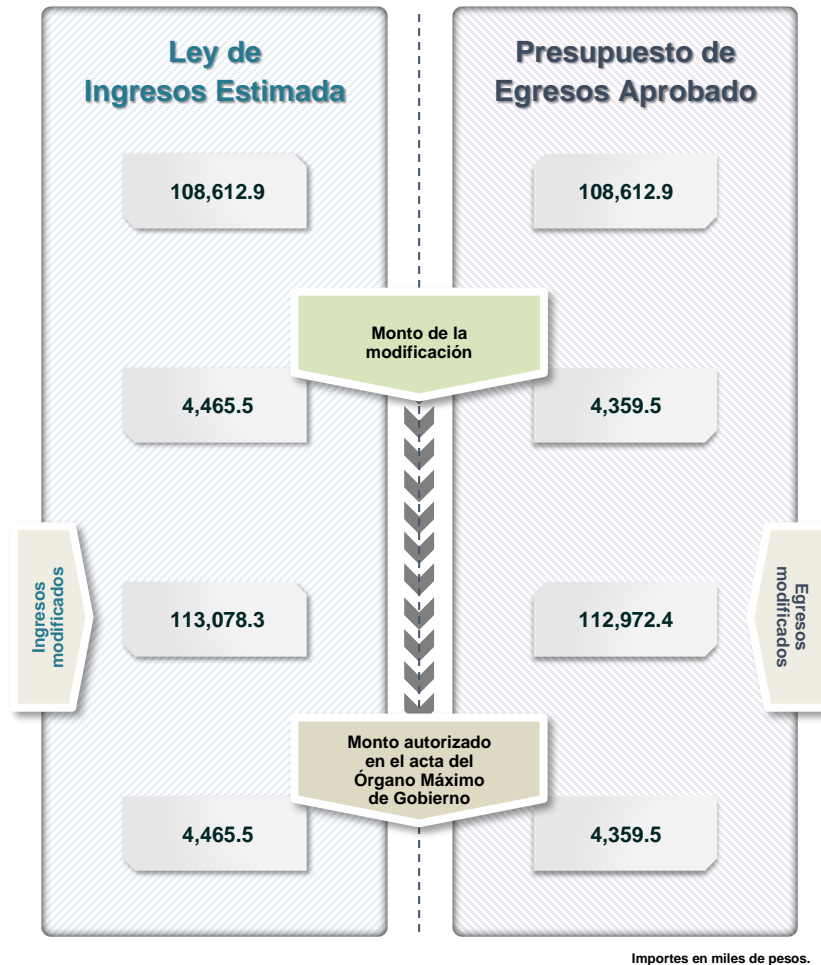 Ley de
Ingresos Estimada
Presupuesto de
Egresos Aprobado
108,612.9
108,612.9
Monto de la
modificación
4,465.5
4,359.5
Ingresos
modificados
113,078.3
112,972.4
Egresos
modificados
Monto autorizado
en el acta del
Órgano Máximo
de Gobierno
4,465.5
4,359.5
Importes en miles de pesos.